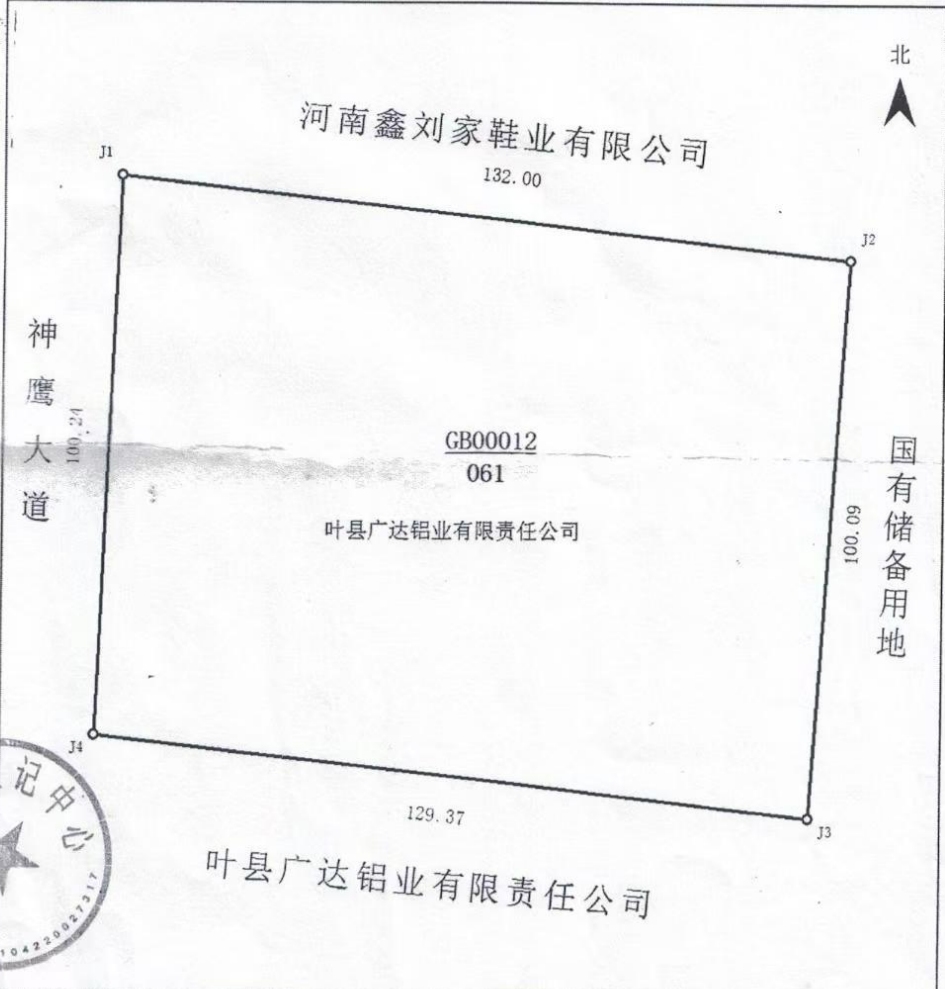 北
河南鑫刘家鞋业有限公司
J1
132.00
J2
神鹰大道
100.24
GB00012
061
叶县广达铝业有限责任公司
国有储备用地
100.09
J4
129.37
J3
叶县广达铝业有限责任公司
记中心
104220027317